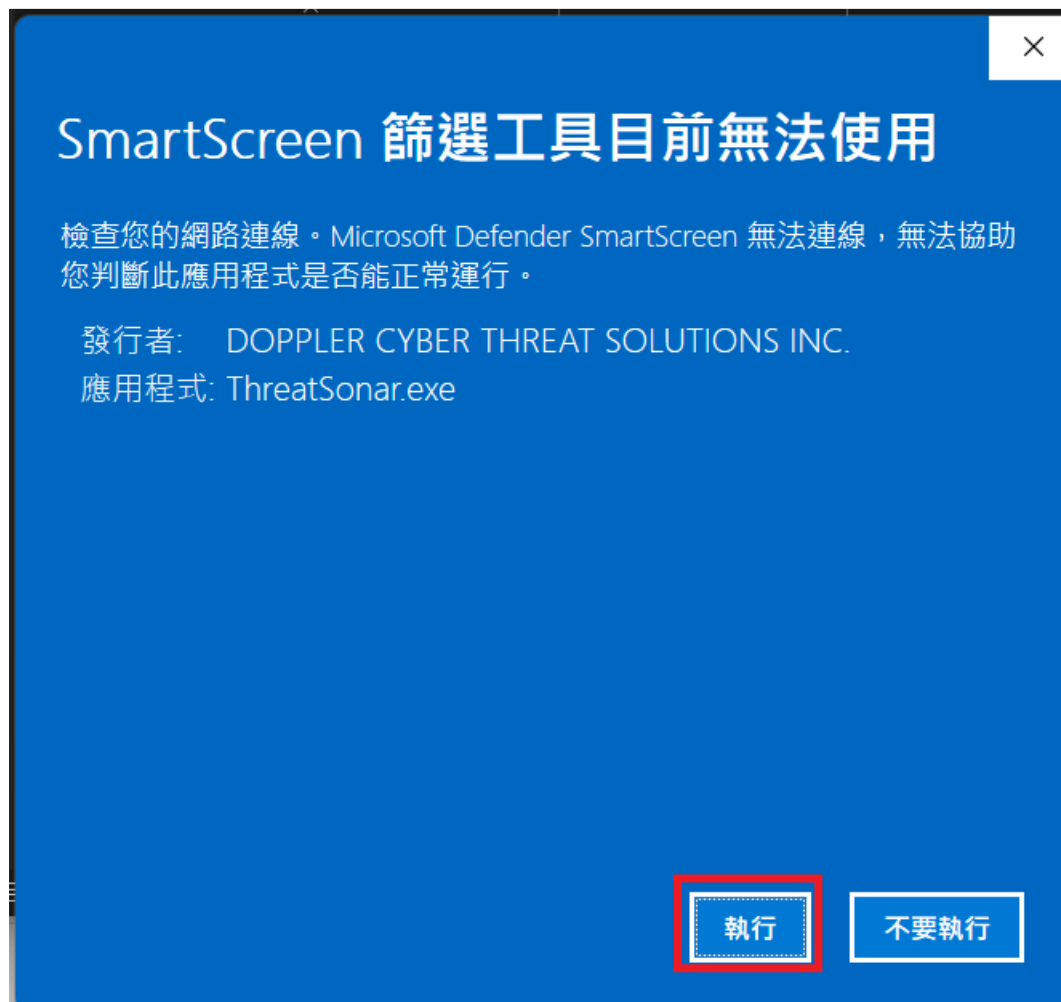 SmartScreen 篩選工具目前無法使用
檢查您的網路連線。Microsoft Defender SmartScreen 無法連線，無法協助
您判斷此應用程式是否能正常運行。
發行者: DOPPLER CYBER THREAT SOLUTIONS INC.
應用程式: ThreatSonar.exe
執行 不要執行